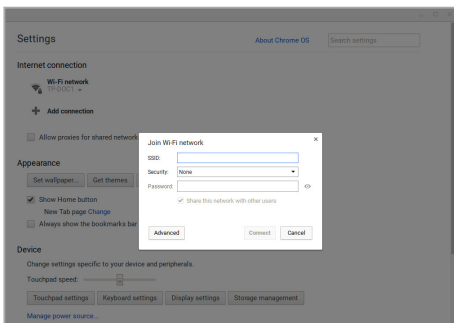 Settings
About Chrome OS
Search settings
Internet connection
Wi-Fi network
TP-DOC1
Add connection
Allow proxies for shared network
Join Wi-Fi network
SSID:
Security: None
Password:
Share this network with other users
Advanced Connect Cancel
Appearance
Set wallpaper... Get themes
Show Home button
New Tab page Change
Always show the bookmarks bar
Device
Change settings specific to your device and peripherals.
Touchpad speed:
Touchpad settings Keyboard settings Display settings Storage management
Manage power source...